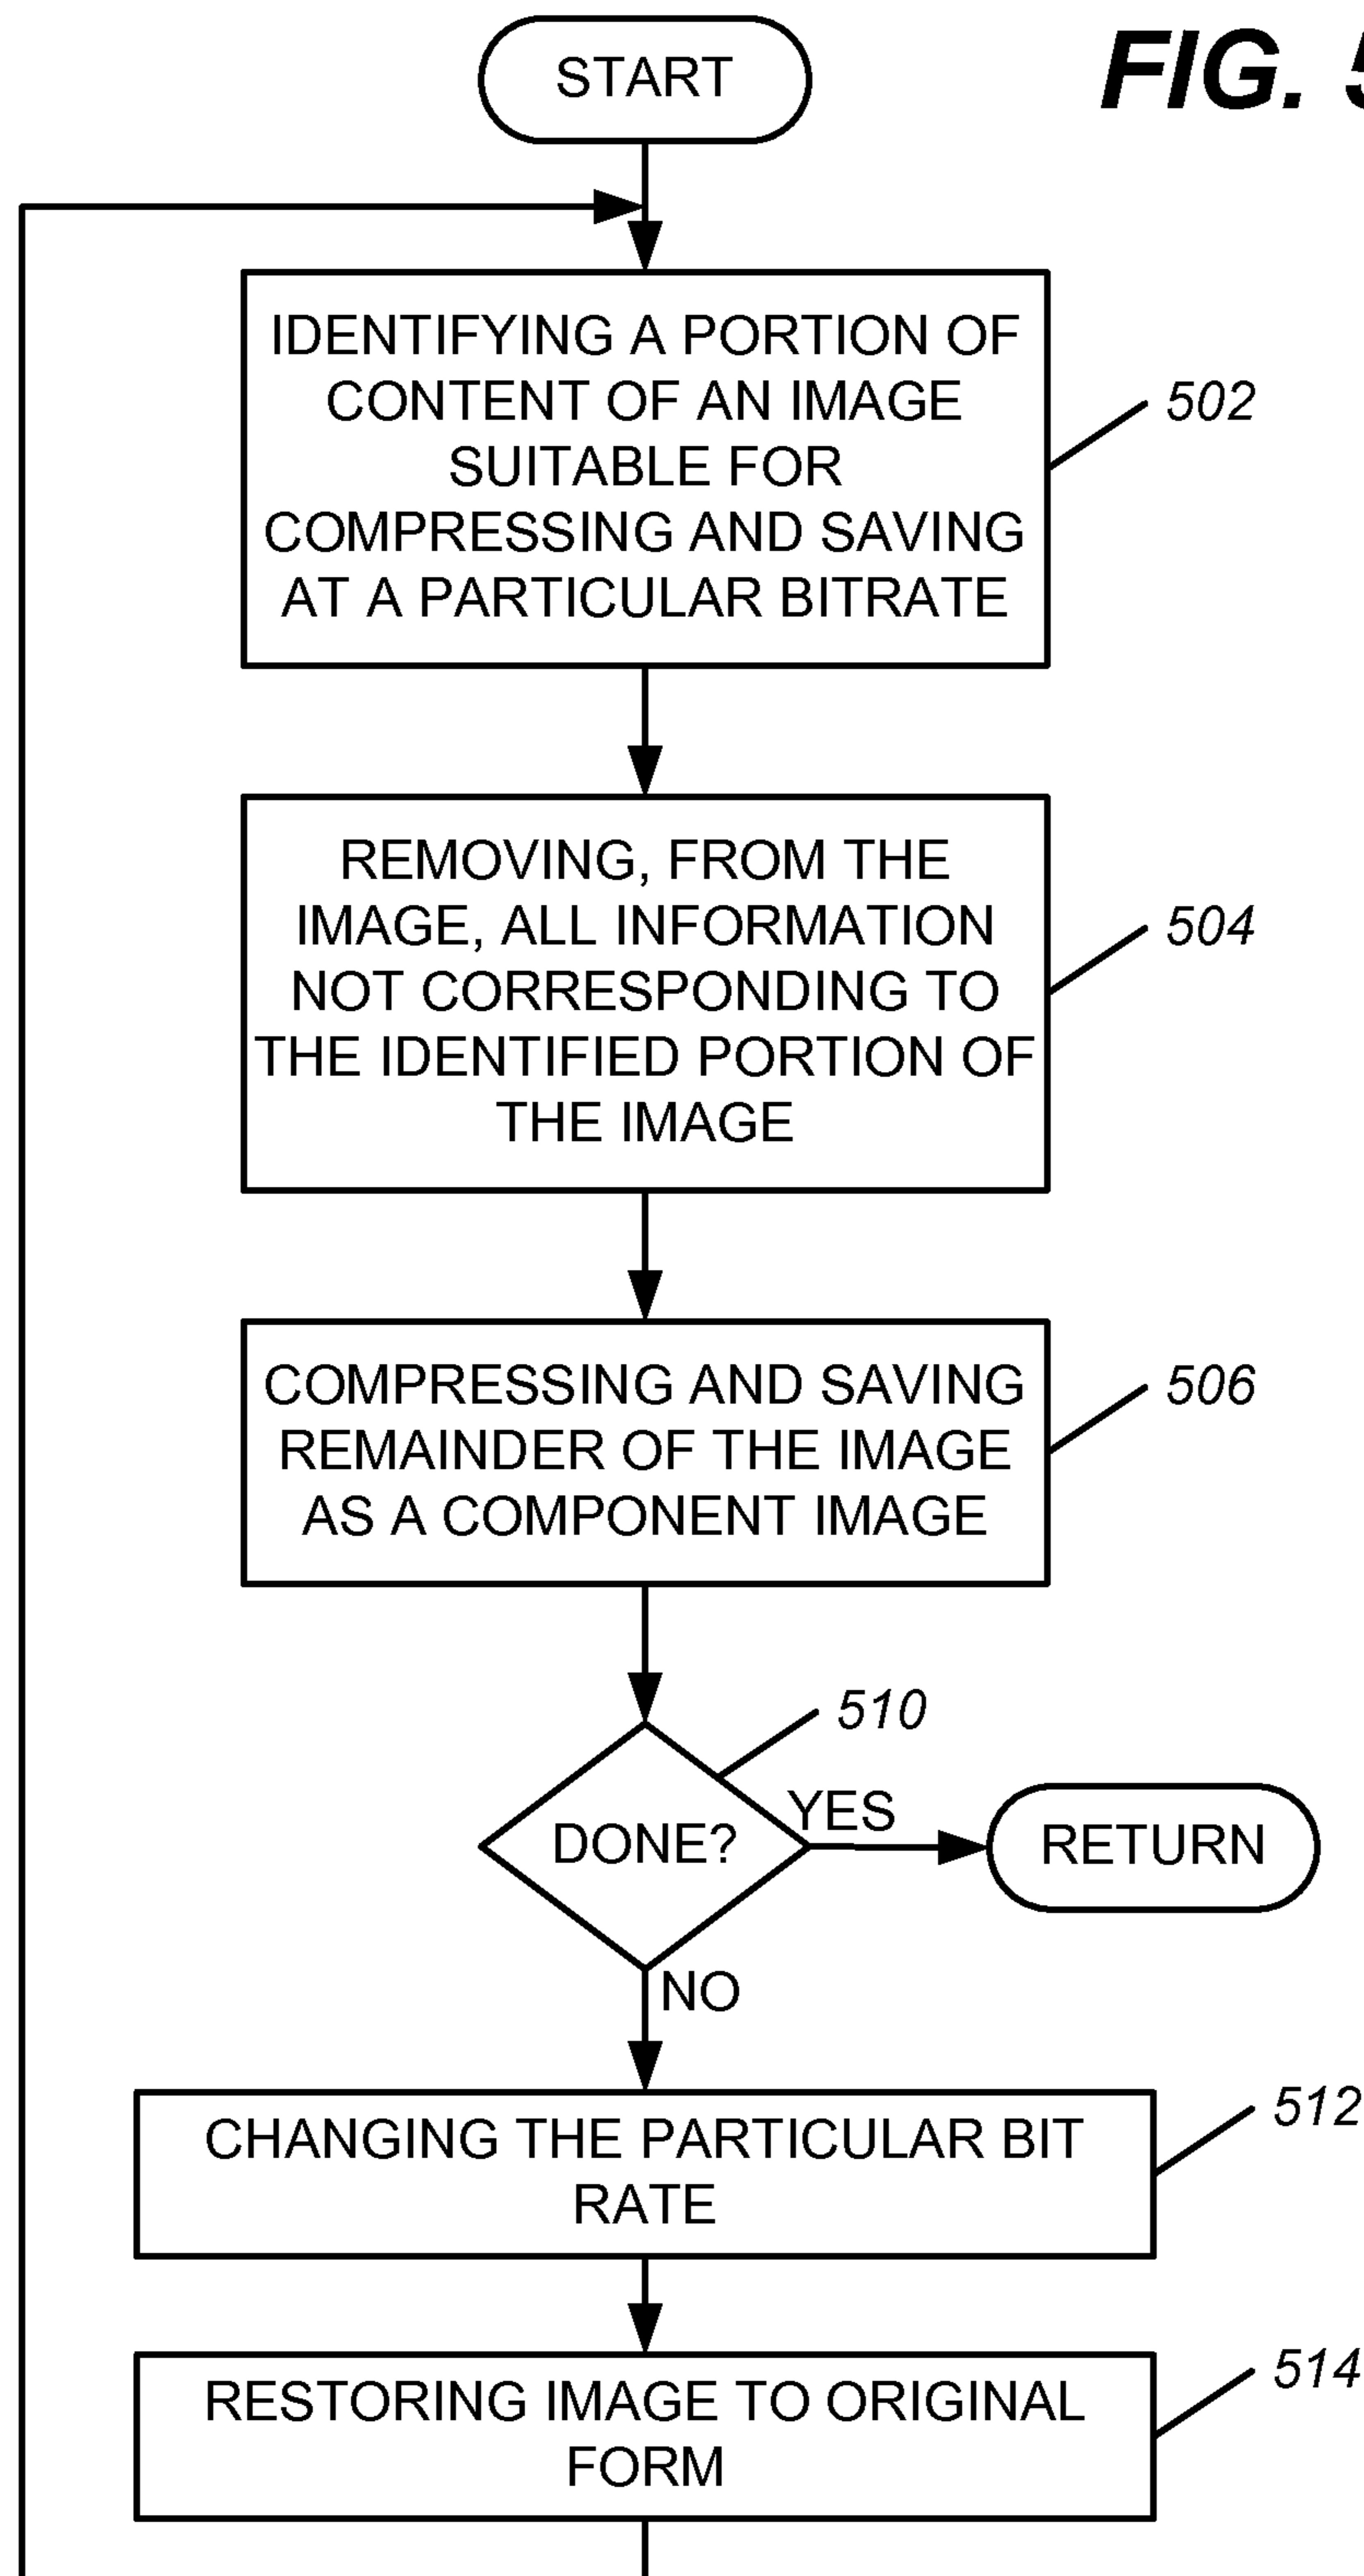 START
FIG. 5
IDENTIFYING A PORTION OF
CONTENT OF AN IMAGE
SUITABLE FOR
COMPRESSING AND SAVING
AT A PARTICULAR BITRATE
502
REMOVING, FROM THE
IMAGE, ALL INFORMATION
NOT CORRESPONDING TO
THE IDENTIFIED PORTION OF
THE IMAGE
504
COMPRESSING AND SAVING
REMAINDER OF THE IMAGE
AS A COMPONENT IMAGE
506
510
DONE?
YES
RETURN
NO
CHANGING THE PARTICULAR BIT
RATE
512
RESTORING IMAGE TO ORIGINAL
FORM
514